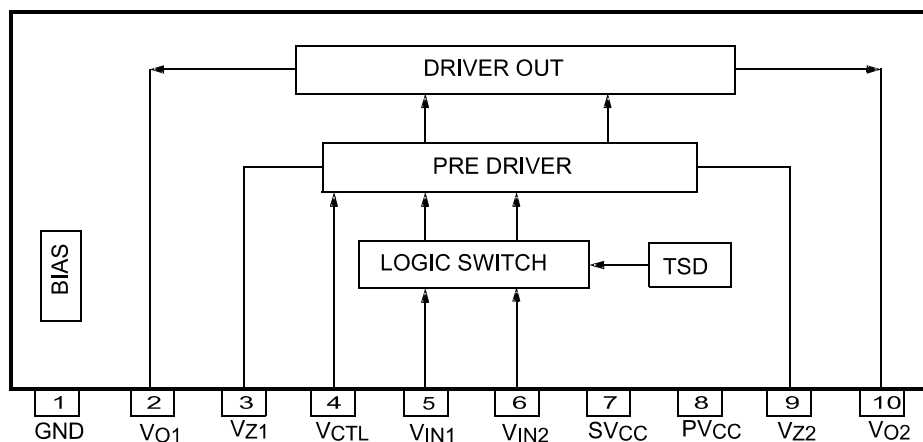 DRIVER OUT
PRE DRIVER
LOGIC SWITCH
TSD
BIAS
1 2 3 4 5 6 7 8 9 10
GND VO1 VZ1 VCTL VIN1 VIN2 SVCC PVCC VZ2 VO2